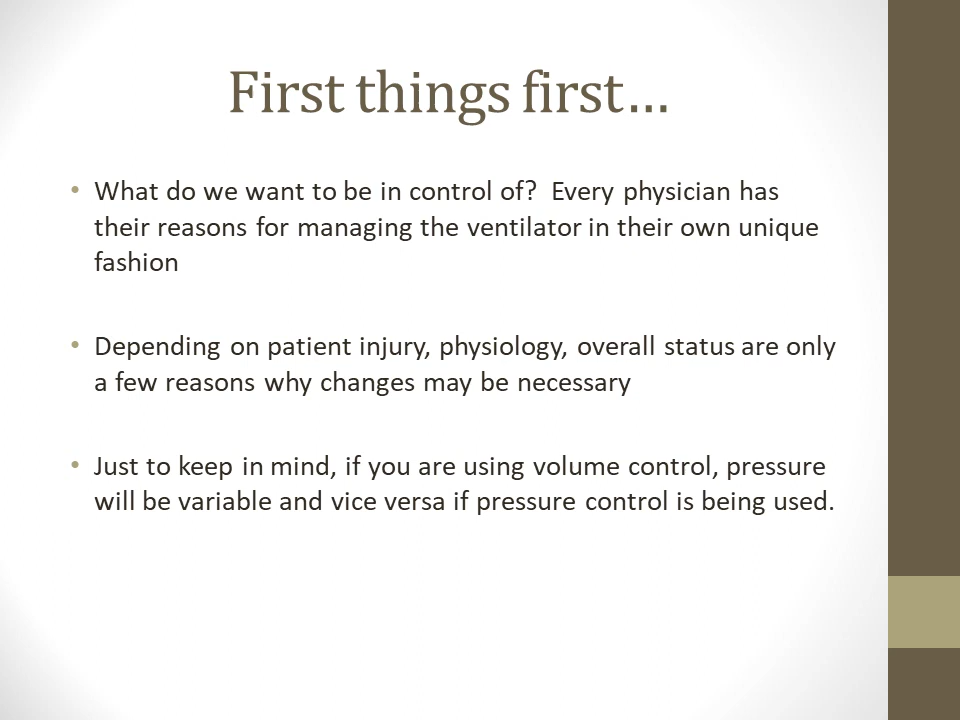 First things first…
• What do we want to be in control of?  Every physician has
their reasons for managing the ventilator in their own unique
fashion
• Depending on patient injury, physiology, overall status are only
a few reasons why changes may be necessary
• Just to keep in mind, if you are using volume control, pressure
will be variable and vice versa if pressure control is being used.